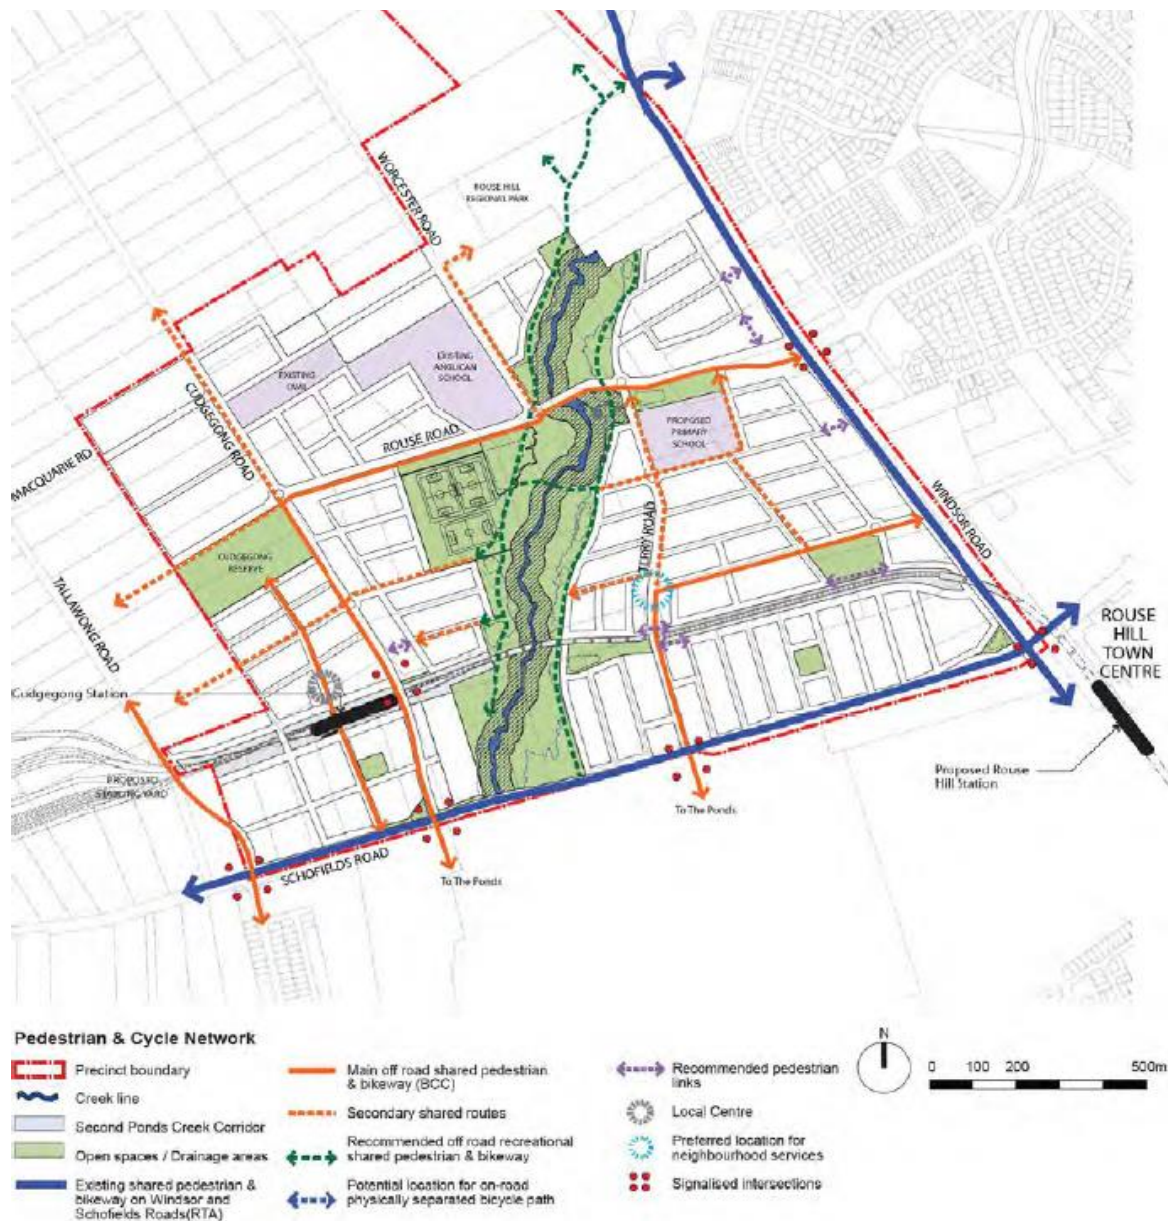 WORCESTER ROAD
ROUSE HILL
REGIONAL PARK
EXISTING
OVAL
EXISTING
ANGLICAN
SCHOOL
CUDGEGONG ROAD
ROUSE ROAD
PROPOSED
PRIMARY
SCHOOL
MACQUARIE RD
WINDSOR ROAD
TERRY ROAD
CUDGEGONG
RESERVE
TALLAWONG ROAD
ROUSE
HILL
TOWN
CENTRE
Cudgegong Station
PROPOSED
STABLING YARD
Proposed Rouse
Hill Station
To The Ponds
SCHOFIELDS ROAD
To The Ponds
Pedestrian & Cycle Network
Precinct boundary
Creek line
Second Ponds Creek Corridor
Open spaces / Drainage areas
Existing shared pedestrian &
bikeway on Windsor and
Schofields Roads(RTA)
Main off road shared pedestrian
& bikeway (BCC)
Secondary shared routes
Recommended off road recreational
shared pedestrian & bikeway
Potential location for on-road
physically separated bicycle path
Recommended pedestrian
links
Local Centre
Preferred location for
neighbourhood services
Signalised intersections
N
0 100 200 500m